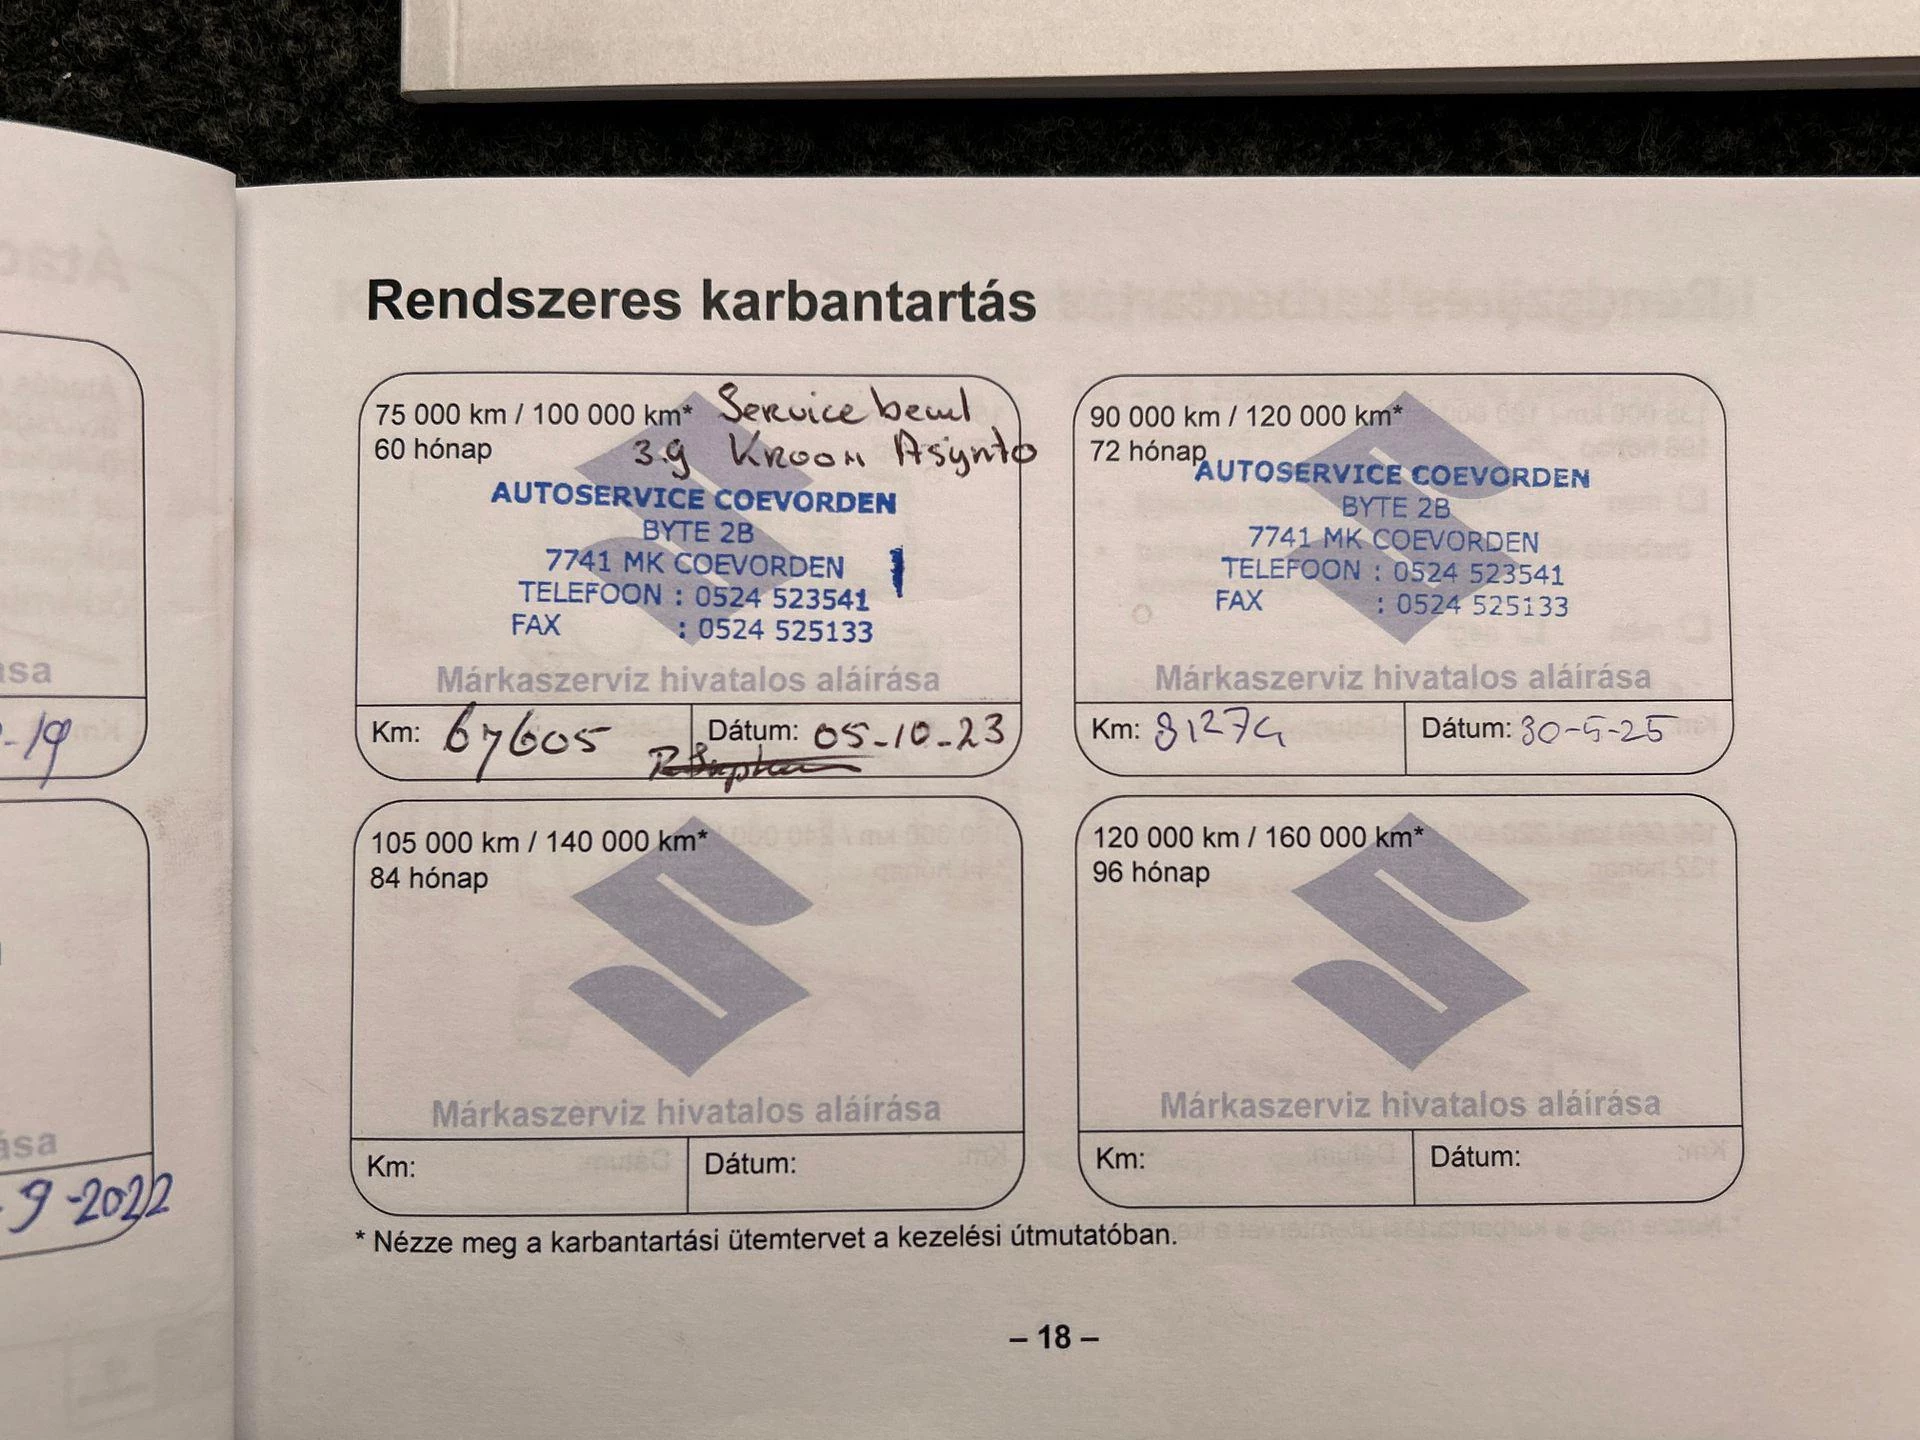 Rendszeres karbantartás
75 000 km / 100 000 km* Service beurt
60 hónap 3.9 Kroon Asynto
AUTOSERVICE COEVORDEN
BYTE 2B
7741 MK COEVORDEN
TELEFOON : 0524 523541
FAX : 0524 525133
Márkaszerviz hivatalos aláírása
Km: 67605 Dátum: 05-10-23
90 000 km / 120 000 km*
72 hónap
AUTOSERVICE COEVORDEN
BYTE 2B
7741 MK COEVORDEN
TELEFOON : 0524 523541
FAX : 0524 525133
Márkaszerviz hivatalos aláírása
Km: 81274 Dátum: 30-5-25
105 000 km / 140 000 km*
84 hónap
Márkaszerviz hivatalos aláírása
Km: Dátum:
120 000 km / 160 000 km*
96 hónap
Márkaszerviz hivatalos aláírása
Km: Dátum:
* Nézze meg a karbantartási ütemtervet a kezelési útmutatóban.
– 18 –
-19
9-2022